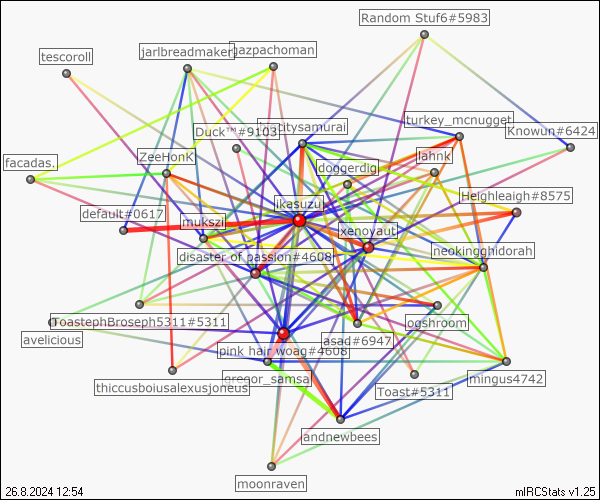 Random Stuf6#5983
tescoroll
jarlbreadmaker
gazpachoman
turkey_mcnugget
Knowun#6424
Duck™#9103
citysamurai
ZeeHonK
lahnk
doggerdig
facadas.
Heighleaigh#8575
ikasuzu
default#0617
mukszi
xenoyaut
disaster of passion#4608
neokingghidorah
ToastephBroseph5311#5311
ogshroom
avelicious
asad#6947
pink hair woag#4608
gregor_samsa
mingus4742
thiccusboiusalexusjoneus
Toast#5311
andnewbees
moonraven
26.8.2024 12:54
mIRCStats v1.25